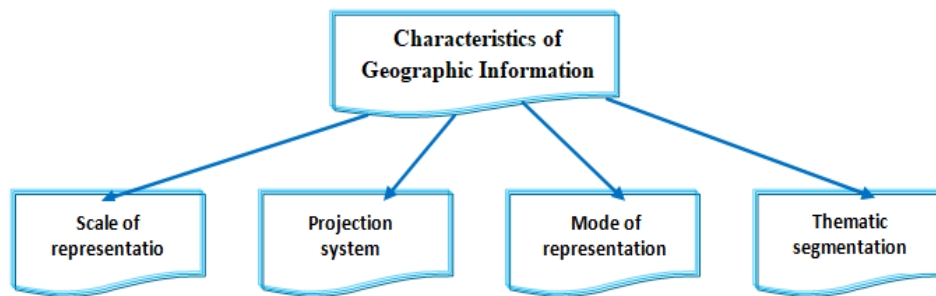 Characteristics of
Geographic Information
Scale of
representatio
Projection
system
Mode of
representation
Thematic
segmentation